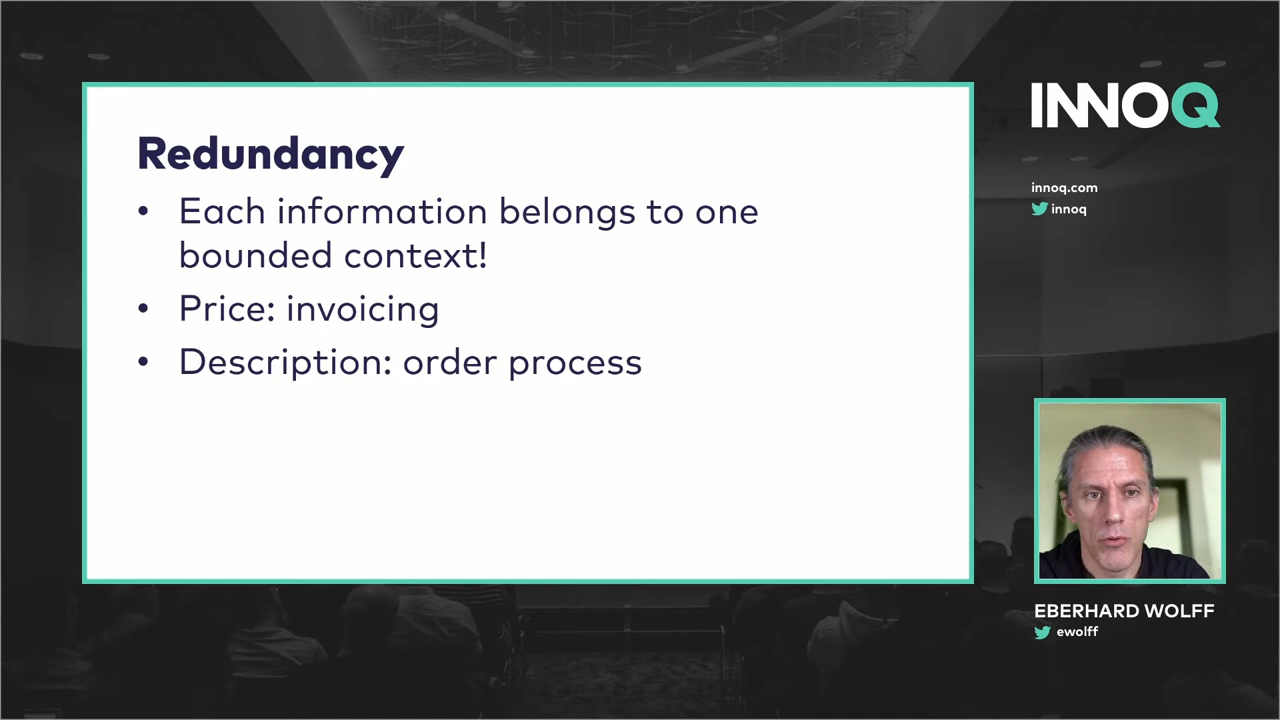 Redundancy
• Each information belongs to one
bounded context!
• Price: invoicing
• Description: order process
INNOQ
innoq.com
innoq
EBERHARD WOLFF
ewolff